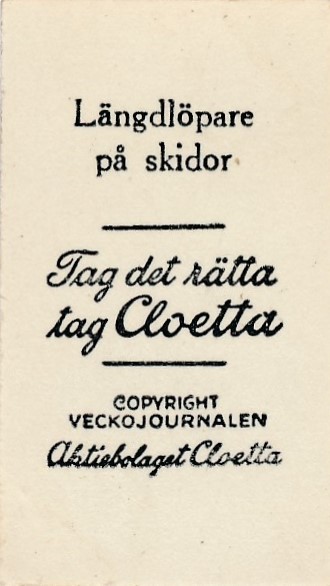 Längdlöpare
på skidor
Tag det rätta
tag Cloetta
COPYRIGHT
VECKOJOURNALEN
Aktiebolaget Cloetta